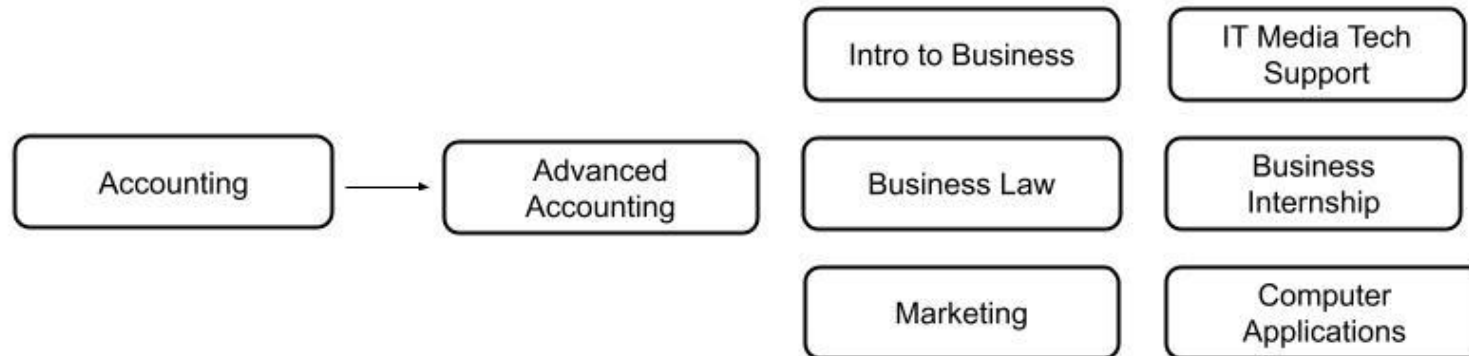 Intro to Business
IT Media Tech
Support
Accounting
Advanced
Accounting
Business Law
Business
Internship
Marketing
Computer
Applications